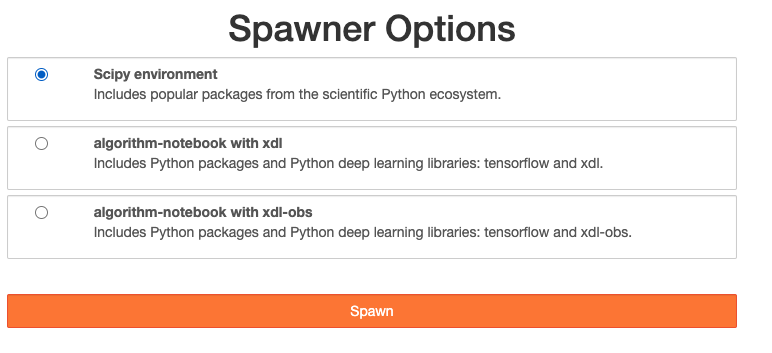 Spawner Options
Scipy environment
Includes popular packages from the scientific Python ecosystem.
algorithm-notebook with xdl
Includes Python packages and Python deep learning libraries: tensorflow and xdl.
algorithm-notebook with xdl-obs
Includes Python packages and Python deep learning libraries: tensorflow and xdl-obs.
Spawn